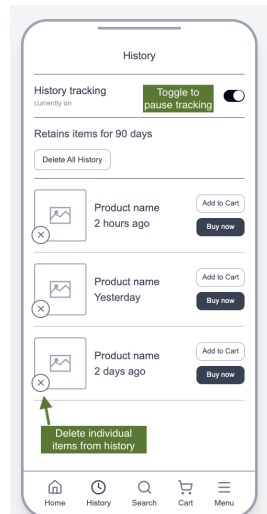 History
History tracking
currently on
Toggle to
pause tracking
Retains items for 90 days
Delete All History
Product name
2 hours ago
Add to Cart
Buy now
Product name
Yesterday
Add to Cart
Buy now
Product name
2 days ago
Add to Cart
Buy now
Delete individual
items from history
Home
History
Search
Cart
Menu